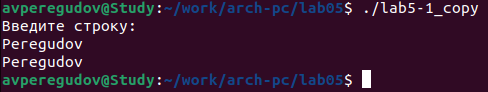 avperegudov@Study:~/work/arch-pc/lab05$ ./lab5-1_copy
Введите строку:
Peregudov
Peregudov
avperegudov@Study:~/work/arch-pc/lab05$